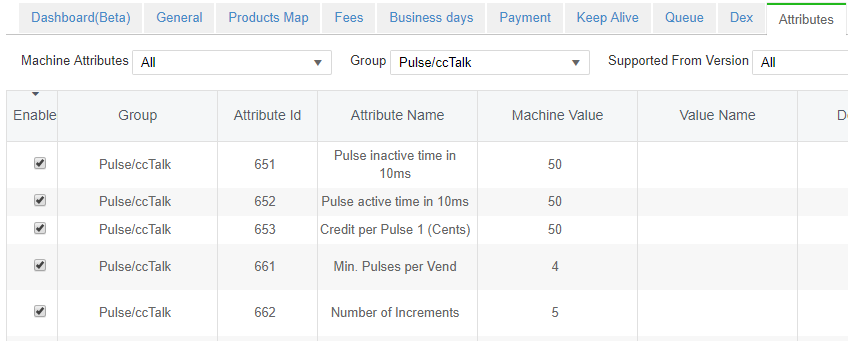 Dashboard(Beta) General Products Map Fees Business days Payment Keep Alive Queue Dex Attributes
Machine Attributes All Group Pulse/ccTalk Supported From Version All
Enable Group Attribute Id Attribute Name Machine Value Value Name D
Pulse/ccTalk 651 Pulse inactive time in 10ms 50
Pulse/ccTalk 652 Pulse active time in 10ms 50
Pulse/ccTalk 653 Credit per Pulse 1 (Cents) 50
Pulse/ccTalk 661 Min. Pulses per Vend 4
Pulse/ccTalk 662 Number of Increments 5